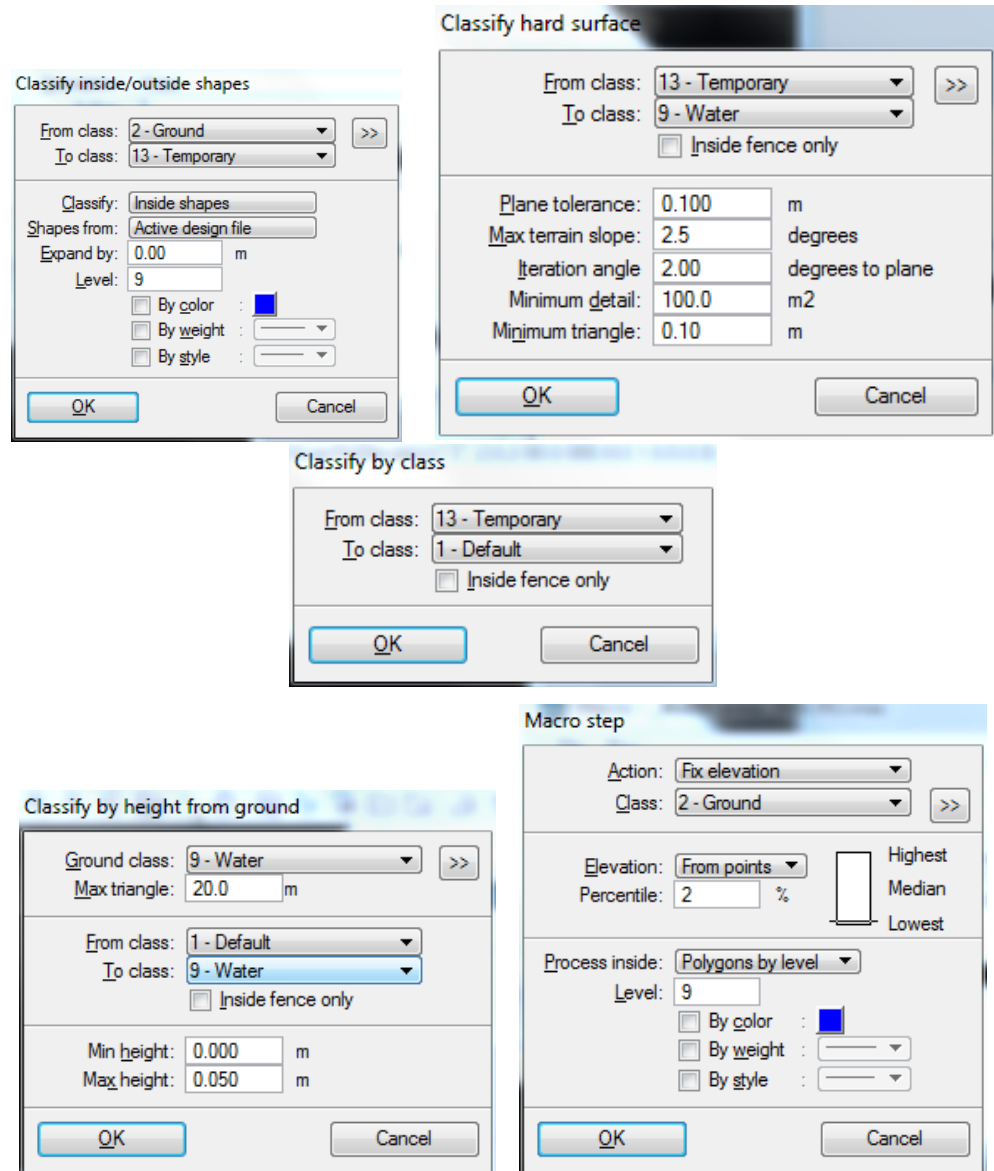 Classify inside/outside shapes
From class: 2 - Ground >>
To class: 13 - Temporary
Classify: Inside shapes
Shapes from: Active design file
Expand by: 0.00 m
Level: 9
By color :
By weight :
By style :
OK Cancel
Classify hard surface
From class: 13 - Temporary >>
To class: 9 - Water
Inside fence only
Plane tolerance: 0.100 m
Max terrain slope: 2.5 degrees
Iteration angle 2.00 degrees to plane
Minimum detail: 100.0 m2
Minimum triangle: 0.10 m
OK Cancel
Classify by class
From class: 13 - Temporary
To class: 1 - Default
Inside fence only
OK Cancel
Classify by height from ground
Ground class: 9 - Water >>
Max triangle: 20.0 m
From class: 1 - Default
To class: 9 - Water
Inside fence only
Min height: 0.000 m
Max height: 0.050 m
OK Cancel
Macro step
Action: Fix elevation
Class: 2 - Ground >>
Elevation: From points Highest
Percentile: 2 % Median
Lowest
Process inside: Polygons by level
Level: 9
By color :
By weight :
By style :
OK Cancel